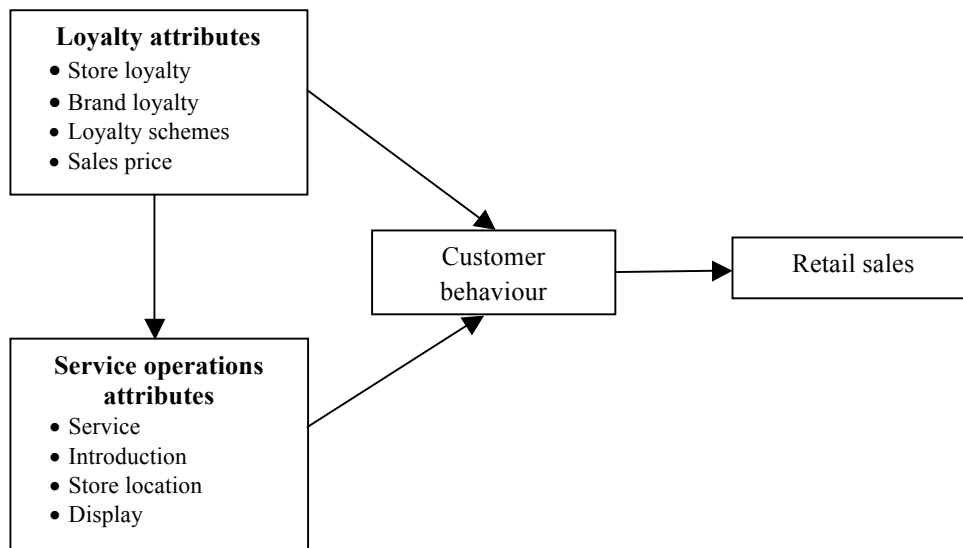 Loyalty attributes
• Store loyalty
• Brand loyalty
• Loyalty schemes
• Sales price
Customer
behaviour
Retail sales
Service operations
attributes
• Service
• Introduction
• Store location
• Display